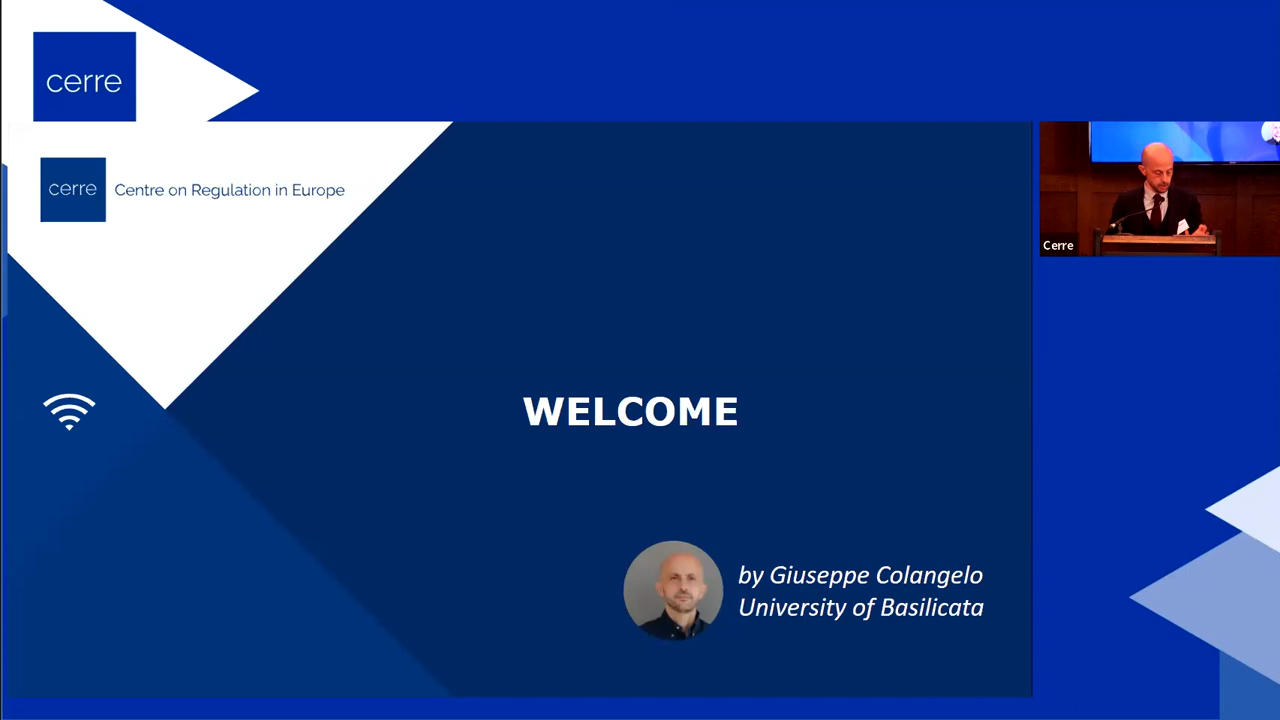 cerre
cerre Centre on Regulation in Europe
Cerre
WELCOME
by Giuseppe Colangelo
University of Basilicata